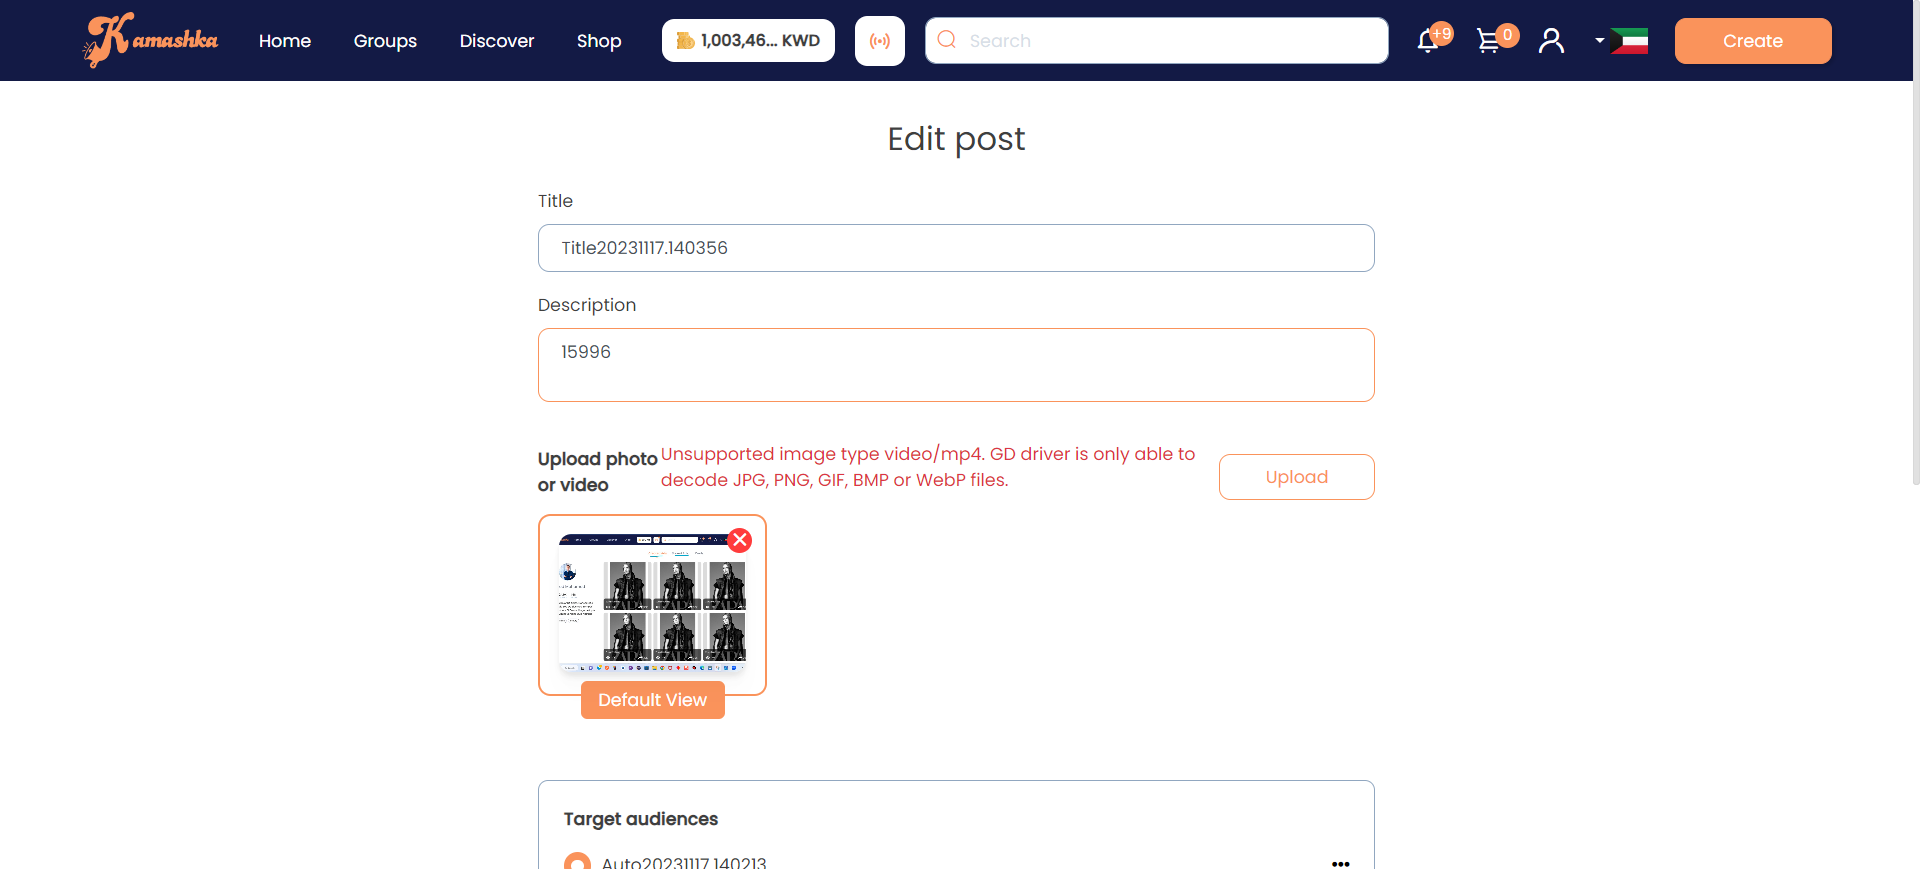 Kamashka
Home Groups Discover Shop 1,003,46... KWD Search +9 0 Create
Edit post
Title
Title20231117.140356
Description
15996
Upload photo or video
Unsupported image type video/mp4. GD driver is only able to
decode JPG, PNG, GIF, BMP or WebP files.
Upload
Default View
Target audiences
Auto20231117.140213